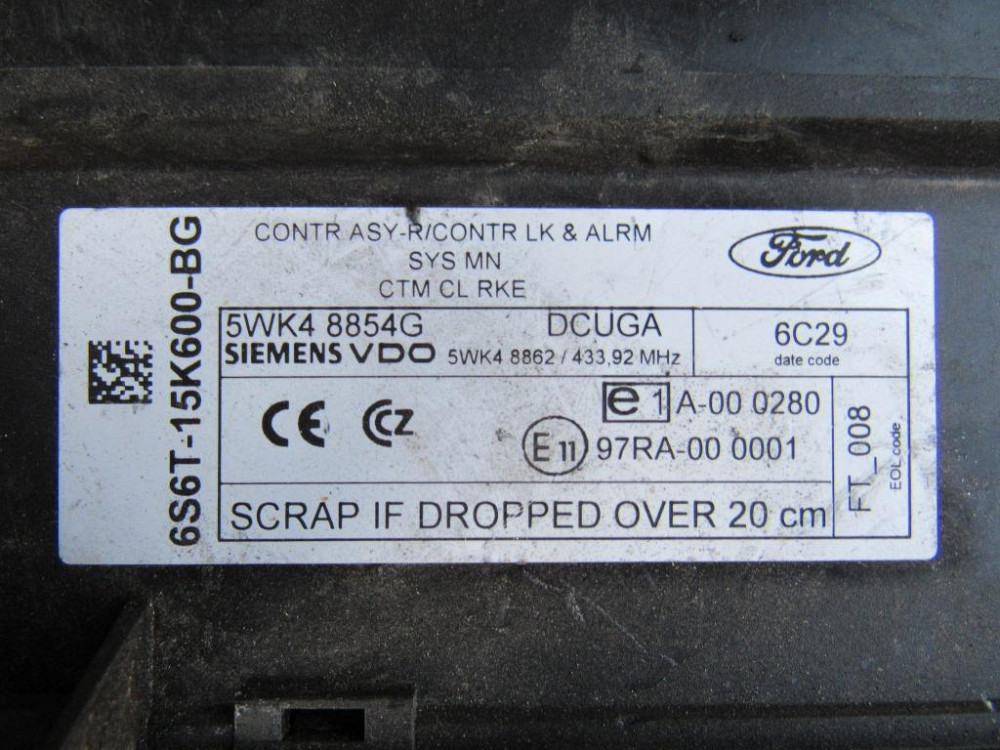 6S6T-15K600-BG
CONTR ASY-R/CONTR LK & ALRM
SYS MN
CTM CL RKE
Ford
5WK4 8854G DCUGA
SIEMENS VDO 5WK4 8862 / 433,92 MHz
6C29
date code
CE CCZ
e 1 A-00 0280
E 11 97RA-00 0001
FT_008
EOL code
SCRAP IF DROPPED OVER 20 cm